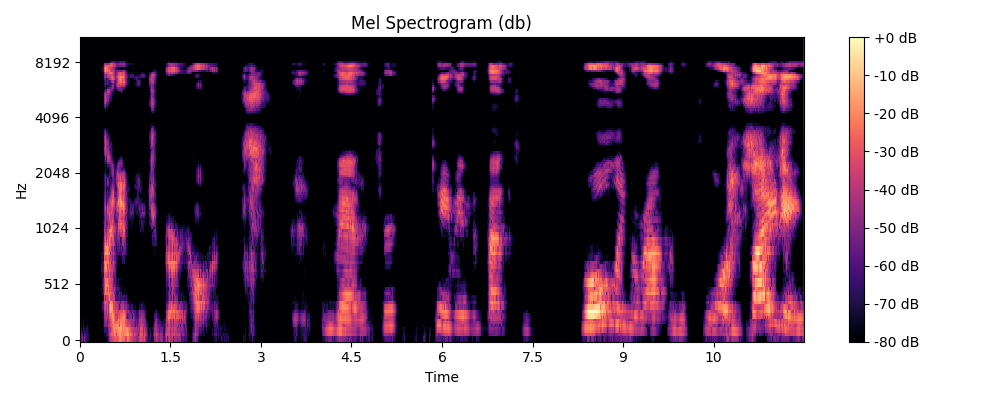 Mel Spectrogram (db)
Hz
8192
4096
2048
1024
512
0
0
1.5
3
4.5
6
7.5
9
10
Time
+0 dB
-10 dB
-20 dB
-30 dB
-40 dB
-50 dB
-60 dB
-70 dB
-80 dB